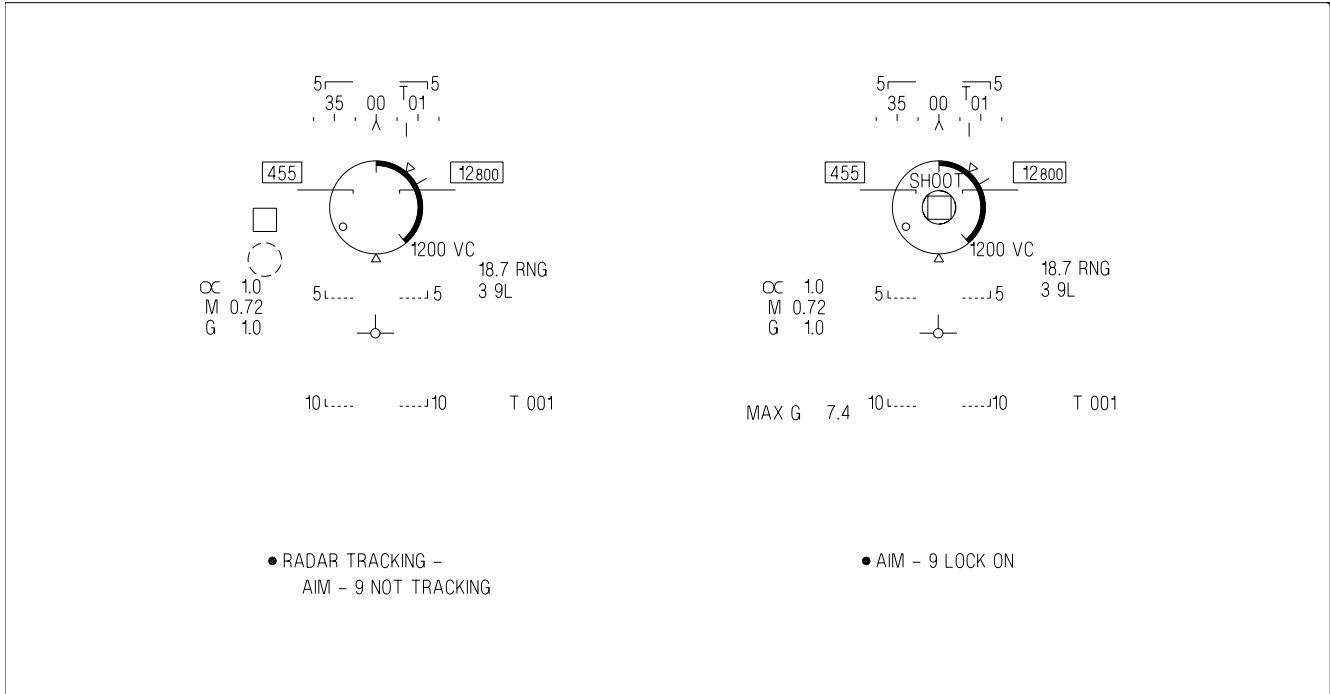 5 5
35 00 T 01
455 12800
1200 VC
18.7 RNG
3 9L
∝ 1.0
M 0.72
G 1.0
5 5
10 10 T 001
● RADAR TRACKING –
AIM – 9 NOT TRACKING
5 5
35 00 T 01
455 12800
SHOOT
1200 VC
18.7 RNG
3 9L
∝ 1.0
M 0.72
G 1.0
5 5
MAX G 7.4 10 10 T 001
● AIM – 9 LOCK ON